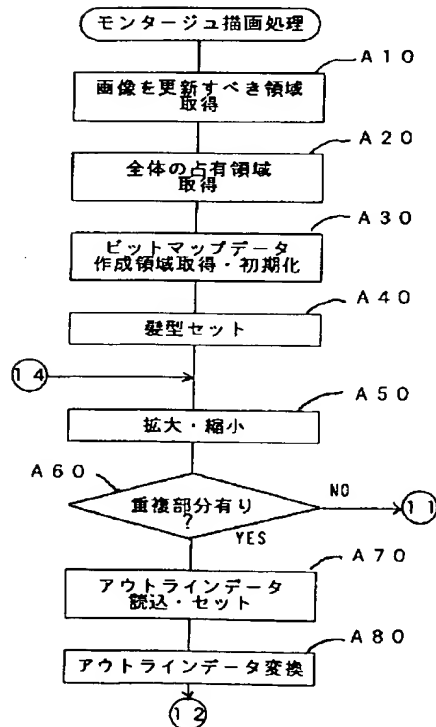 モンタージュ描画処理
A10
画像を更新すべき領域
取得
A20
全体の占有領域
取得
A30
ビットマップデータ
作成領域取得・初期化
A40
髪型セット
14
A50
拡大・縮小
A60
重複部分有り
?
NO
11
YES
A70
アウトラインデータ
読込・セット
A80
アウトラインデータ変換
12